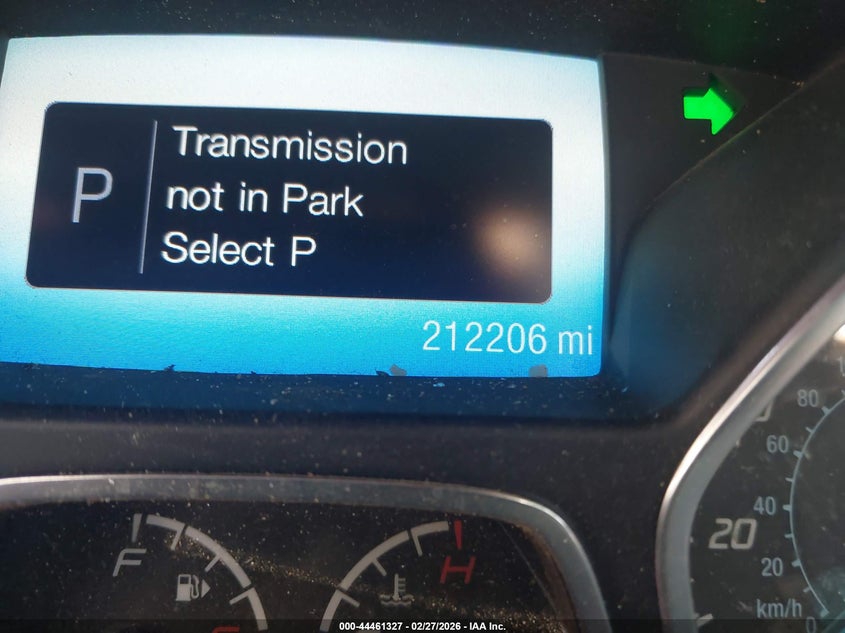 Transmission
P not in Park
Select P
212206 mi
80
60
40
20
20
km/h
0
F
H
000-44461327 - 02/27/2026 - IAA Inc.